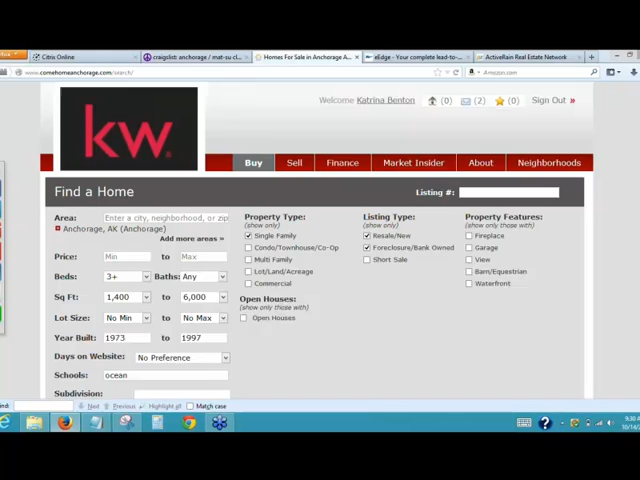 Citris Online
craigslist: anchorage / mat-su cl...
Homes For Sale in Anchorage A...
eEdge - Your complete lead-to-...
ActiveRain Real Estate Network
www.comehomeanchorage.com/search/
Amazon.com
kw
Welcome Katrina Benton (0) (2) (0) Sign Out »
Buy Sell Finance Market Insider About Neighborhoods
Find a Home
Listing #:
Area: Enter a city, neighborhood, or zip
Anchorage, AK (Anchorage)
Add more areas »
Price: Min to Max
Beds: 3+ Baths: Any
Sq Ft: 1,400 to 6,000
Lot Size: No Min to No Max
Year Built: 1973 to 1997
Days on Website: No Preference
Schools: ocean
Subdivision:
Property Type:
(show only)
Single Family
Condo/Townhouse/Co-Op
Multi Family
Lot/Land/Acreage
Commercial
Open Houses:
(show only those with)
Open Houses
Listing Type:
(show only)
Resale/New
Foreclosure/Bank Owned
Short Sale
Property Features:
(show only those with)
Fireplace
Garage
View
Barn/Equestrian
Waterfront
Next Previous Highlight all Match case
9:30
10/14/2